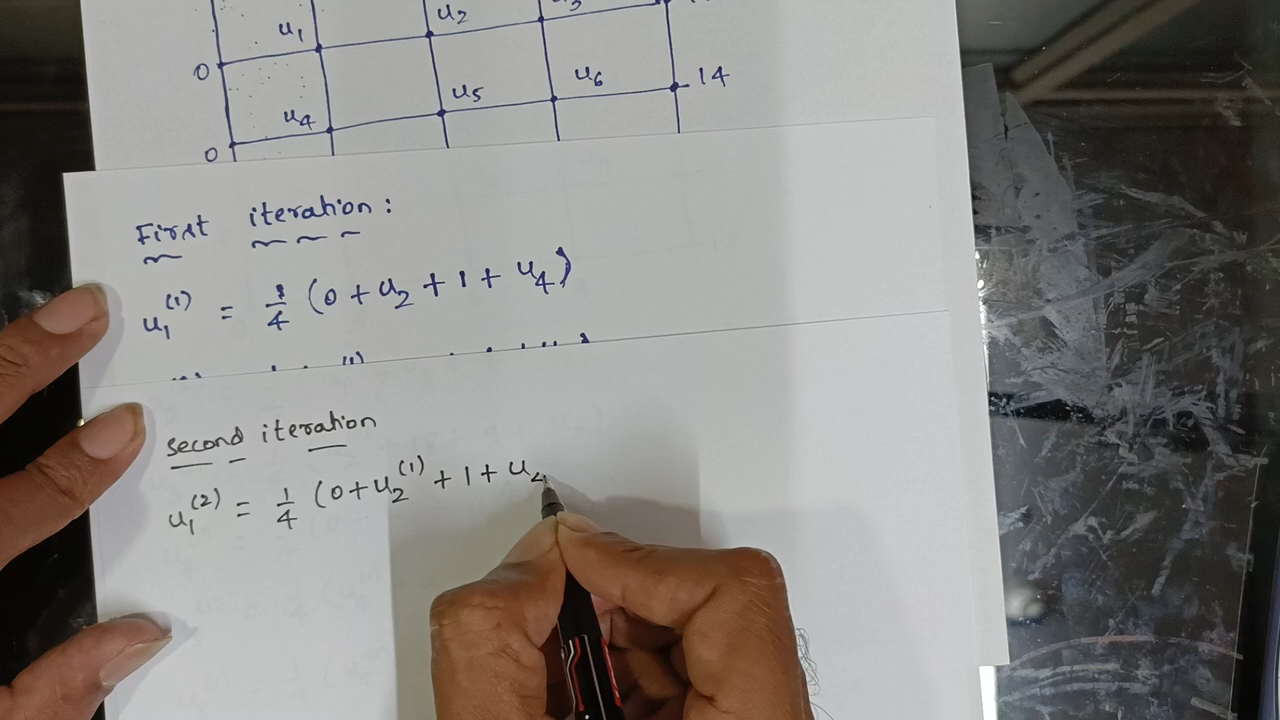 u₁ u₂
0
u₄ u₅ u₆ 14
0
First iteration:
u₁⁽¹⁾ = 1/4 (0 + u₂ + 1 + u₄)
second iteration
u₁⁽²⁾ = 1/4 (0 + u₂⁽¹⁾ + 1 + u₄